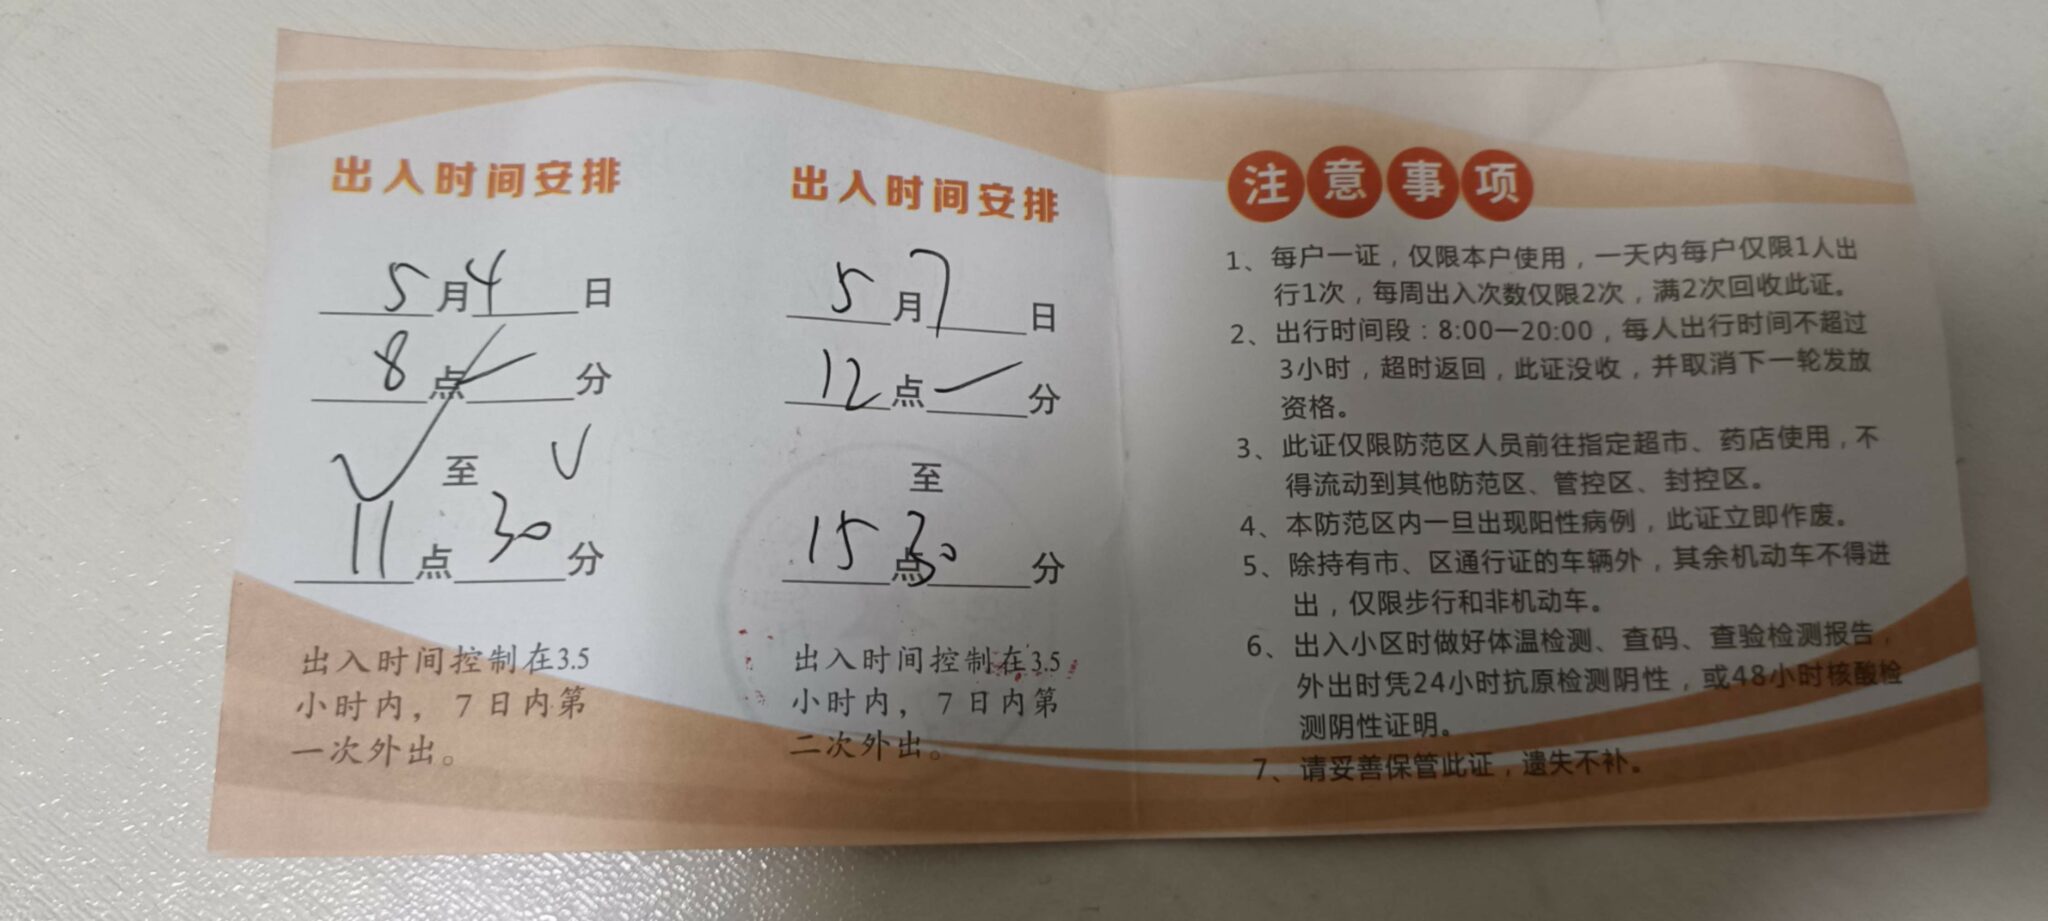 出入时间安排
5月4日
8点 — 分
至
11点30分
出入时间控制在3.5
小时内，7日内第
一次外出。
出入时间安排
5月7日
12点 — 分
至
15点30分
出入时间控制在3.5
小时内，7日内第
二次外出。
注意事项
1、每户一证，仅限本户使用，一天内每户仅限1人出
行1次，每周出入次数仅限2次，满2次回收此证。
2、出行时间段：8:00—20:00，每人出行时间不超过
3小时，超时返回，此证没收，并取消下一轮发放
资格。
3、此证仅限防范区人员前往指定超市、药店使用，不
得流动到其他防范区、管控区、封控区。
4、本防范区内一旦出现阳性病例，此证立即作废。
5、除持有市、区通行证的车辆外，其余机动车不得进
出，仅限步行和非机动车。
6、出入小区时做好体温检测、查码、查验检测报告，
外出时凭24小时抗原检测阴性，或48小时核酸检
测阴性证明。
7、请妥善保管此证，遗失不补。